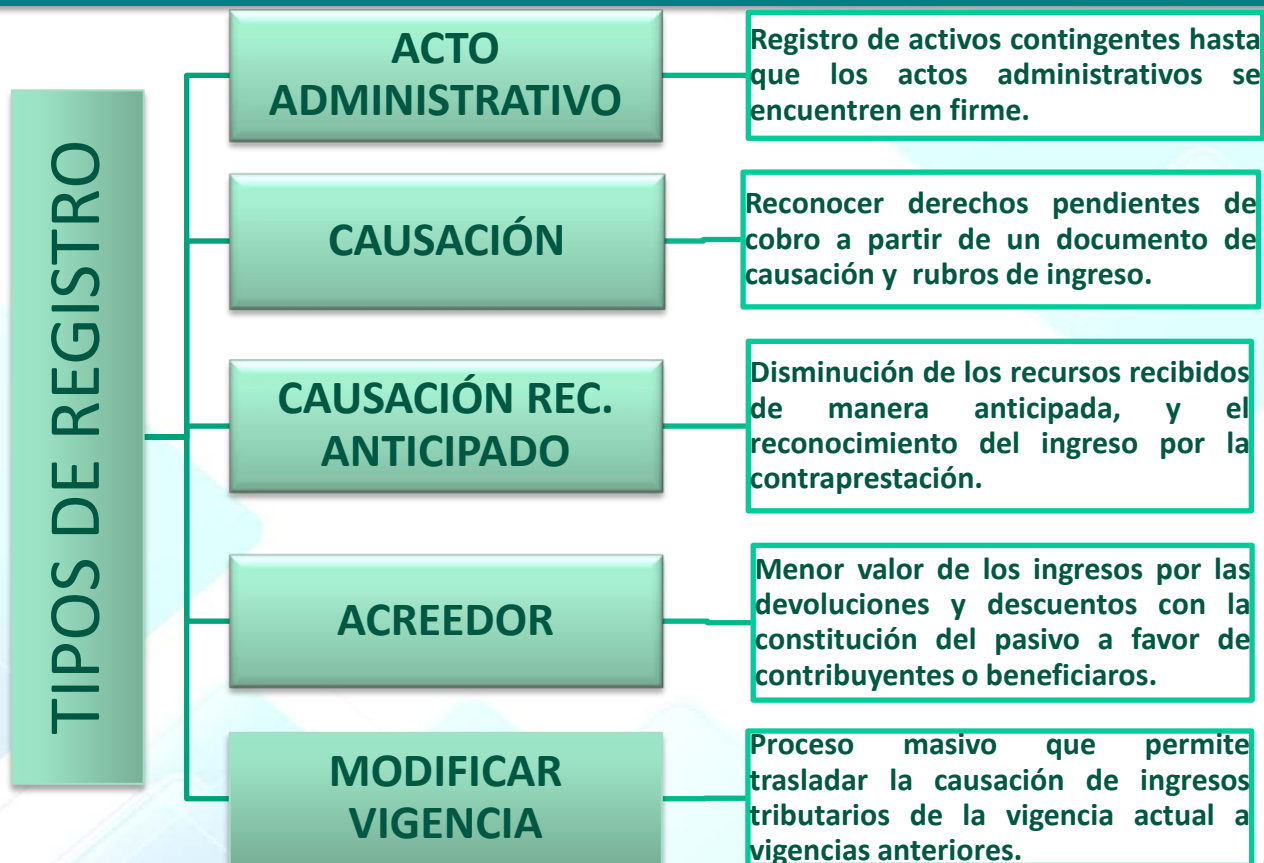 TIPOS DE REGISTRO
ACTO
ADMINISTRATIVO
Registro de activos contingentes hasta
que los actos administrativos se
encuentren en firme.
CAUSACIÓN
Reconocer derechos pendientes de
cobro a partir de un documento de
causación y rubros de ingreso.
CAUSACIÓN REC.
ANTICIPADO
Disminución de los recursos recibidos
de manera anticipada, y el
reconocimiento del ingreso por la
contraprestación.
ACREEDOR
Menor valor de los ingresos por las
devoluciones y descuentos con la
constitución del pasivo a favor de
contribuyentes o beneficiaros.
MODIFICAR
VIGENCIA
Proceso masivo que permite
trasladar la causación de ingresos
tributarios de la vigencia actual a
vigencias anteriores.